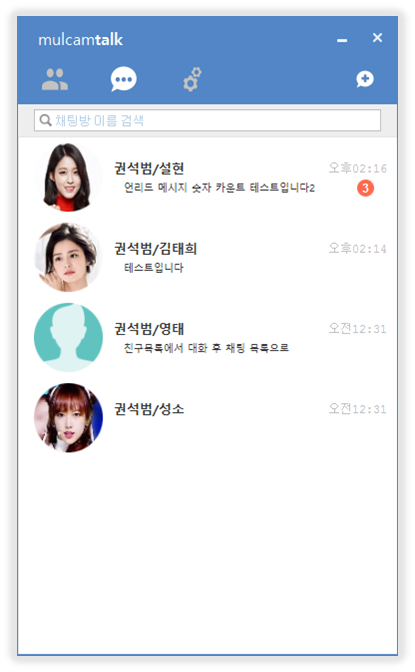 mulcamtalk
채팅방 이름 검색
권석범/설현 오후02:16
언리드 메시지 숫자 카운트 테스트입니다2 3
권석범/김태희 오후02:14
테스트입니다
권석범/영태 오전12:31
친구목록에서 대화 후 채팅 목록으로
권석범/성소 오전12:31